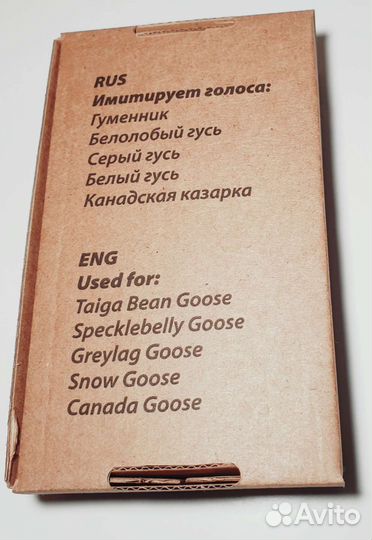 RUS
Имитирует голоса:
Гуменник
Белолобый гусь
Серый гусь
Белый гусь
Канадская казарка
ENG
Used for:
Taiga Bean Goose
Specklebelly Goose
Greylag Goose
Snow Goose
Canada Goose
Avito